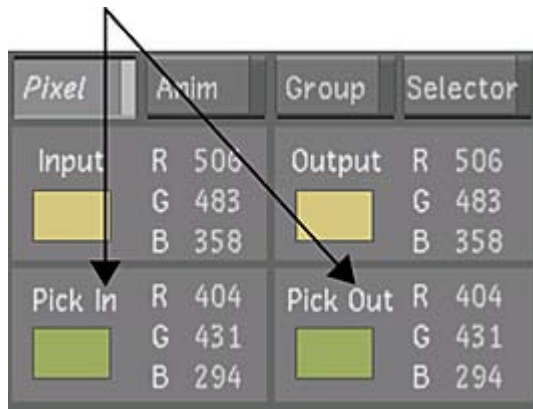 Pixel Anim Group Selector
Input R 506 Output R 506
G 483 G 483
B 358 B 358
Pick In R 404 Pick Out R 404
G 431 G 431
B 294 B 294